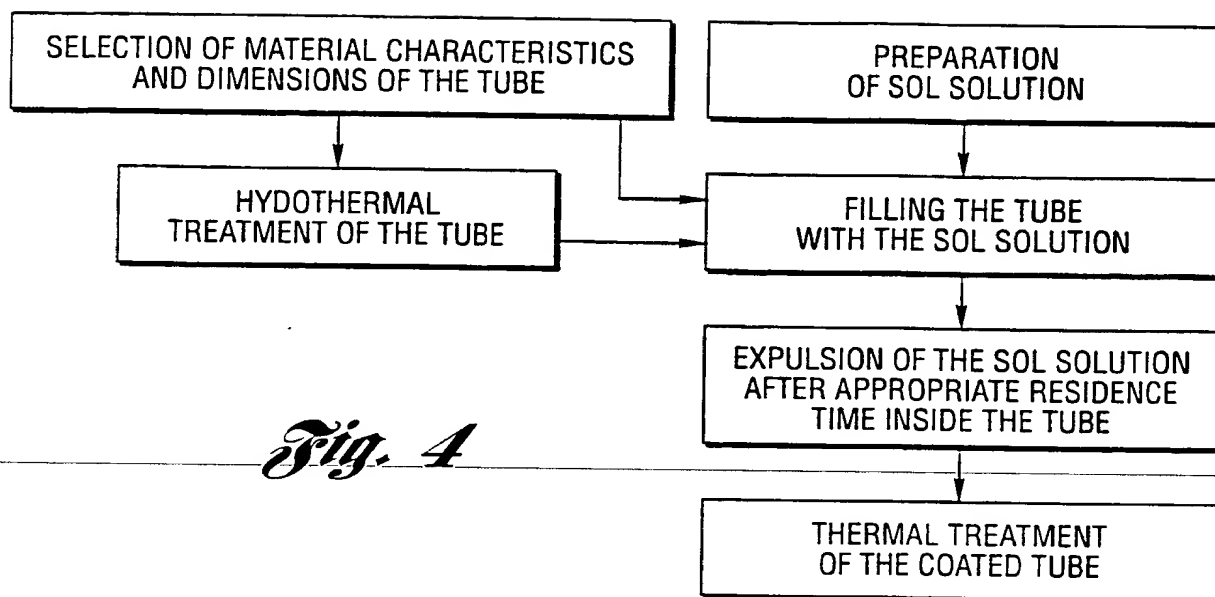 SELECTION OF MATERIAL CHARACTERISTICS
AND DIMENSIONS OF THE TUBE
PREPARATION
OF SOL SOLUTION
HYDOTHERMAL
TREATMENT OF THE TUBE
FILLING THE TUBE
WITH THE SOL SOLUTION
EXPULSION OF THE SOL SOLUTION
AFTER APPROPRIATE RESIDENCE
TIME INSIDE THE TUBE
Fig. 4
THERMAL TREATMENT
OF THE COATED TUBE